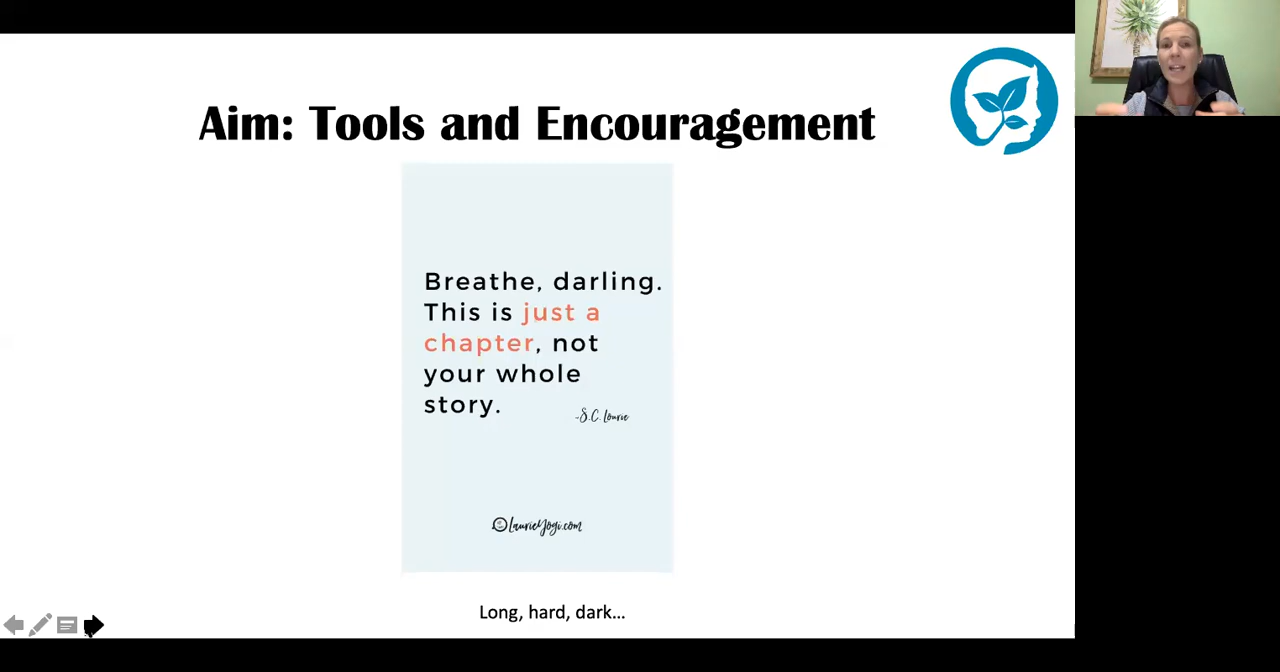 Aim: Tools and Encouragement
Breathe, darling.
This is just a
chapter, not
your whole
story.
-S.C. Lourie
LaurieYogi.com
Long, hard, dark...